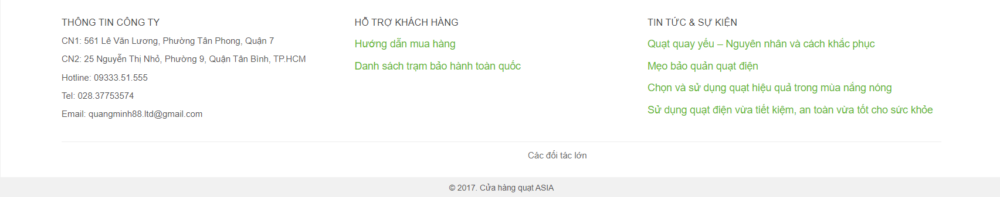 THÔNG TIN CÔNG TY
CN1: 561 Lê Văn Lương, Phường Tân Phong, Quận 7
CN2: 25 Nguyễn Thị Nhỏ, Phường 9, Quận Tân Bình, TP.HCM
Hotline: 09333.51.555
Tel: 028.37753574
Email: quangminh88.ltd@gmail.com
HỖ TRỢ KHÁCH HÀNG
Hướng dẫn mua hàng
Danh sách trạm bảo hành toàn quốc
TIN TỨC & SỰ KIỆN
Quạt quay yếu – Nguyên nhân và cách khắc phục
Mẹo bảo quản quạt điện
Chọn và sử dụng quạt hiệu quả trong mùa nắng nóng
Sử dụng quạt điện vừa tiết kiệm, an toàn vừa tốt cho sức khỏe
Các đối tác lớn
© 2017. Cửa hàng quạt ASIA